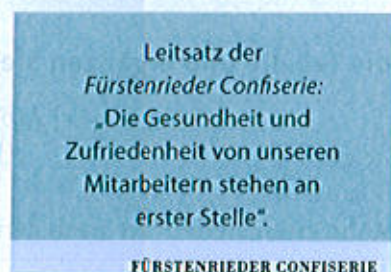 Leitsatz der
Fürstenrieder Confiserie:
„Die Gesundheit und
Zufriedenheit von unseren
Mitarbeitern stehen an
erster Stelle“.
FÜRSTENRIEDER CONFISERIE